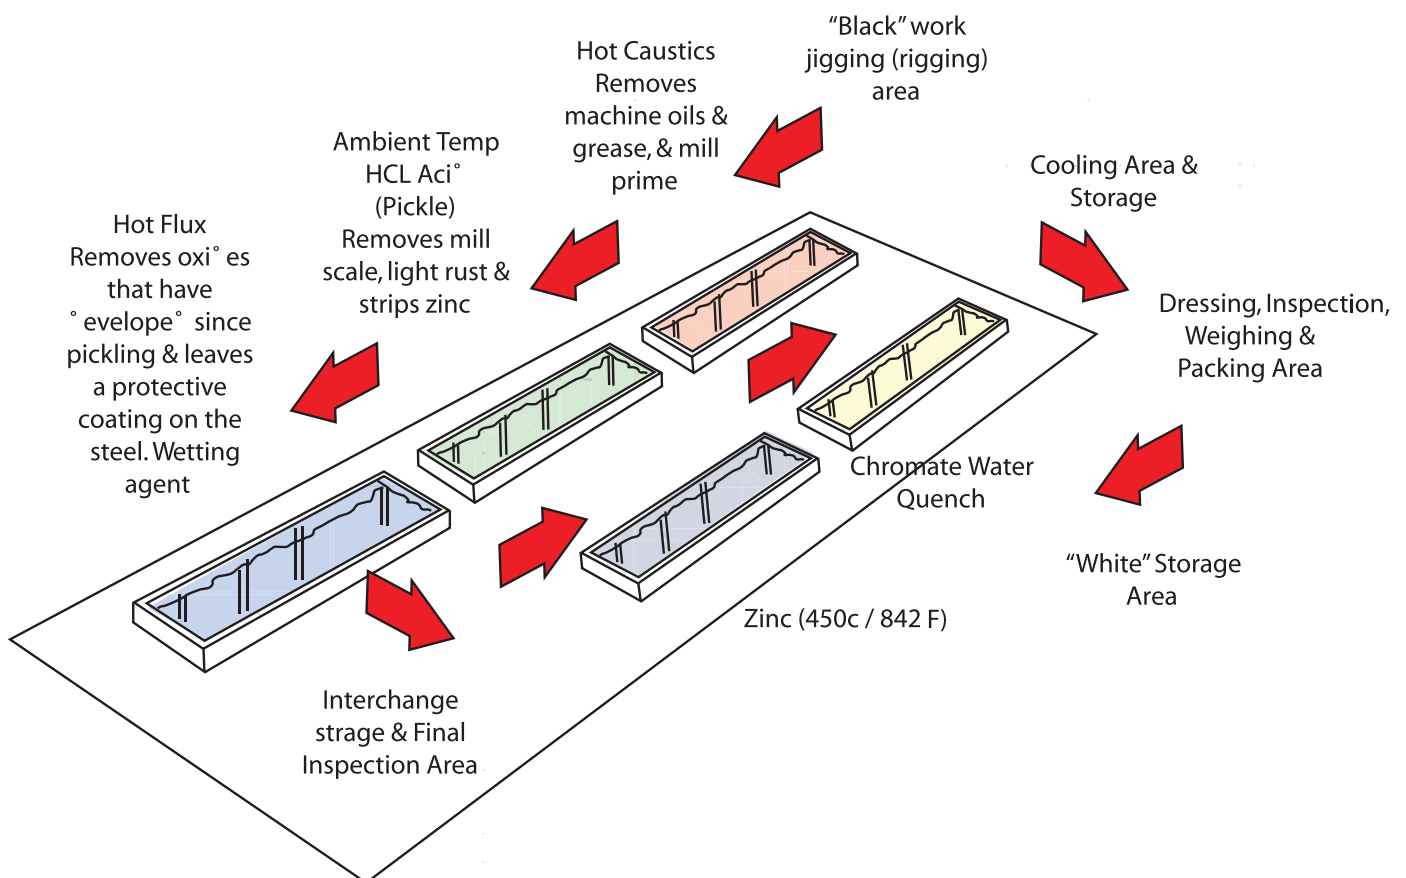 “Black” work
jigging (rigging)
area
Hot Caustics
Removes
machine oils &
grease, & mill
prime
Ambient Temp
HCL Aci°
(Pickle)
Removes mill
scale, light rust &
strips zinc
Hot Flux
Removes oxi° es
that have
° evelope° since
pickling & leaves
a protective
coating on the
steel. Wetting
agent
Interchange
strage & Final
Inspection Area
Zinc (450c / 842 F)
Chromate Water
Quench
Cooling Area &
Storage
Dressing, Inspection,
Weighing &
Packing Area
“White” Storage
Area